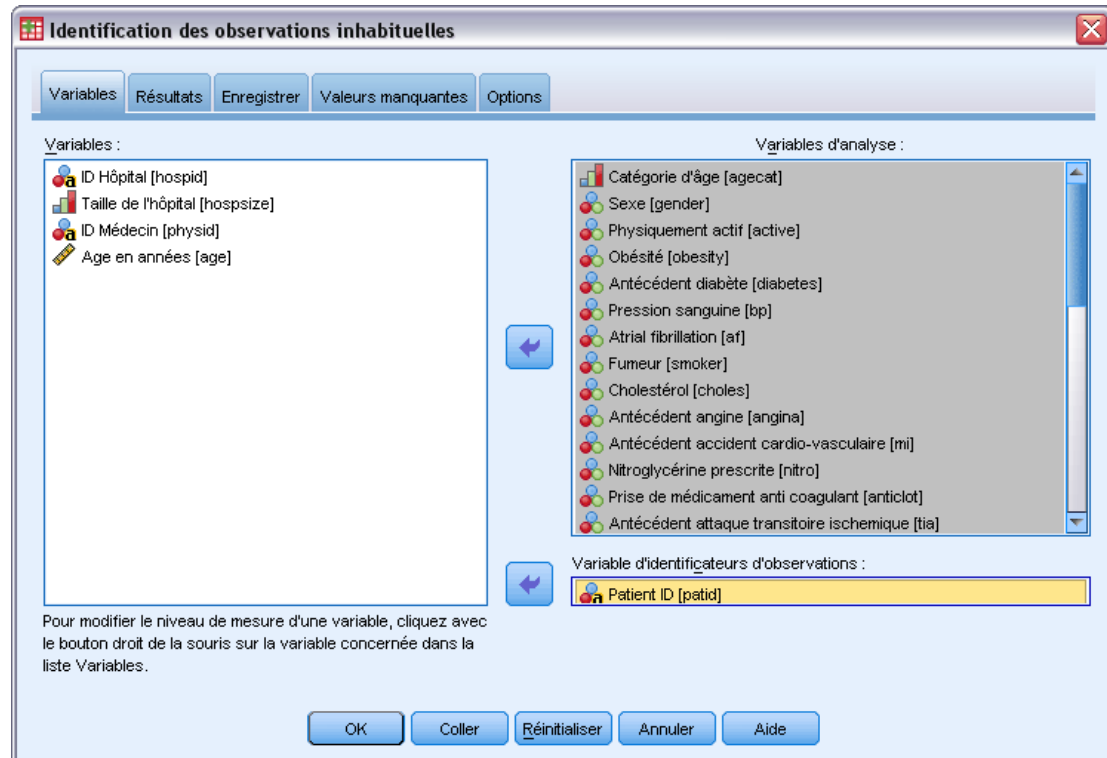 Identification des observations inhabituelles
Variables
Résultats
Enregistrer
Valeurs manquantes
Options
Variables :
ID Hôpital [hospid]
Taille de l'hôpital [hospsize]
ID Médecin [physid]
Age en années [age]
Pour modifier le niveau de mesure d'une variable, cliquez avec
le bouton droit de la souris sur la variable concernée dans la
liste Variables.
Variables d'analyse :
Catégorie d'âge [agecat]
Sexe [gender]
Physiquement actif [active]
Obésité [obesity]
Antécédent diabète [diabetes]
Pression sanguine [bp]
Atrial fibrillation [af]
Fumeur [smoker]
Cholestérol [choles]
Antécédent angine [angina]
Antécédent accident cardio-vasculaire [mi]
Nitroglycérine prescrite [nitro]
Prise de médicament anti coagulant [anticlot]
Antécédent attaque transitoire ischemique [tia]
Variable d'identificateurs d'observations :
Patient ID [patid]
OK
Coller
Réinitialiser
Annuler
Aide